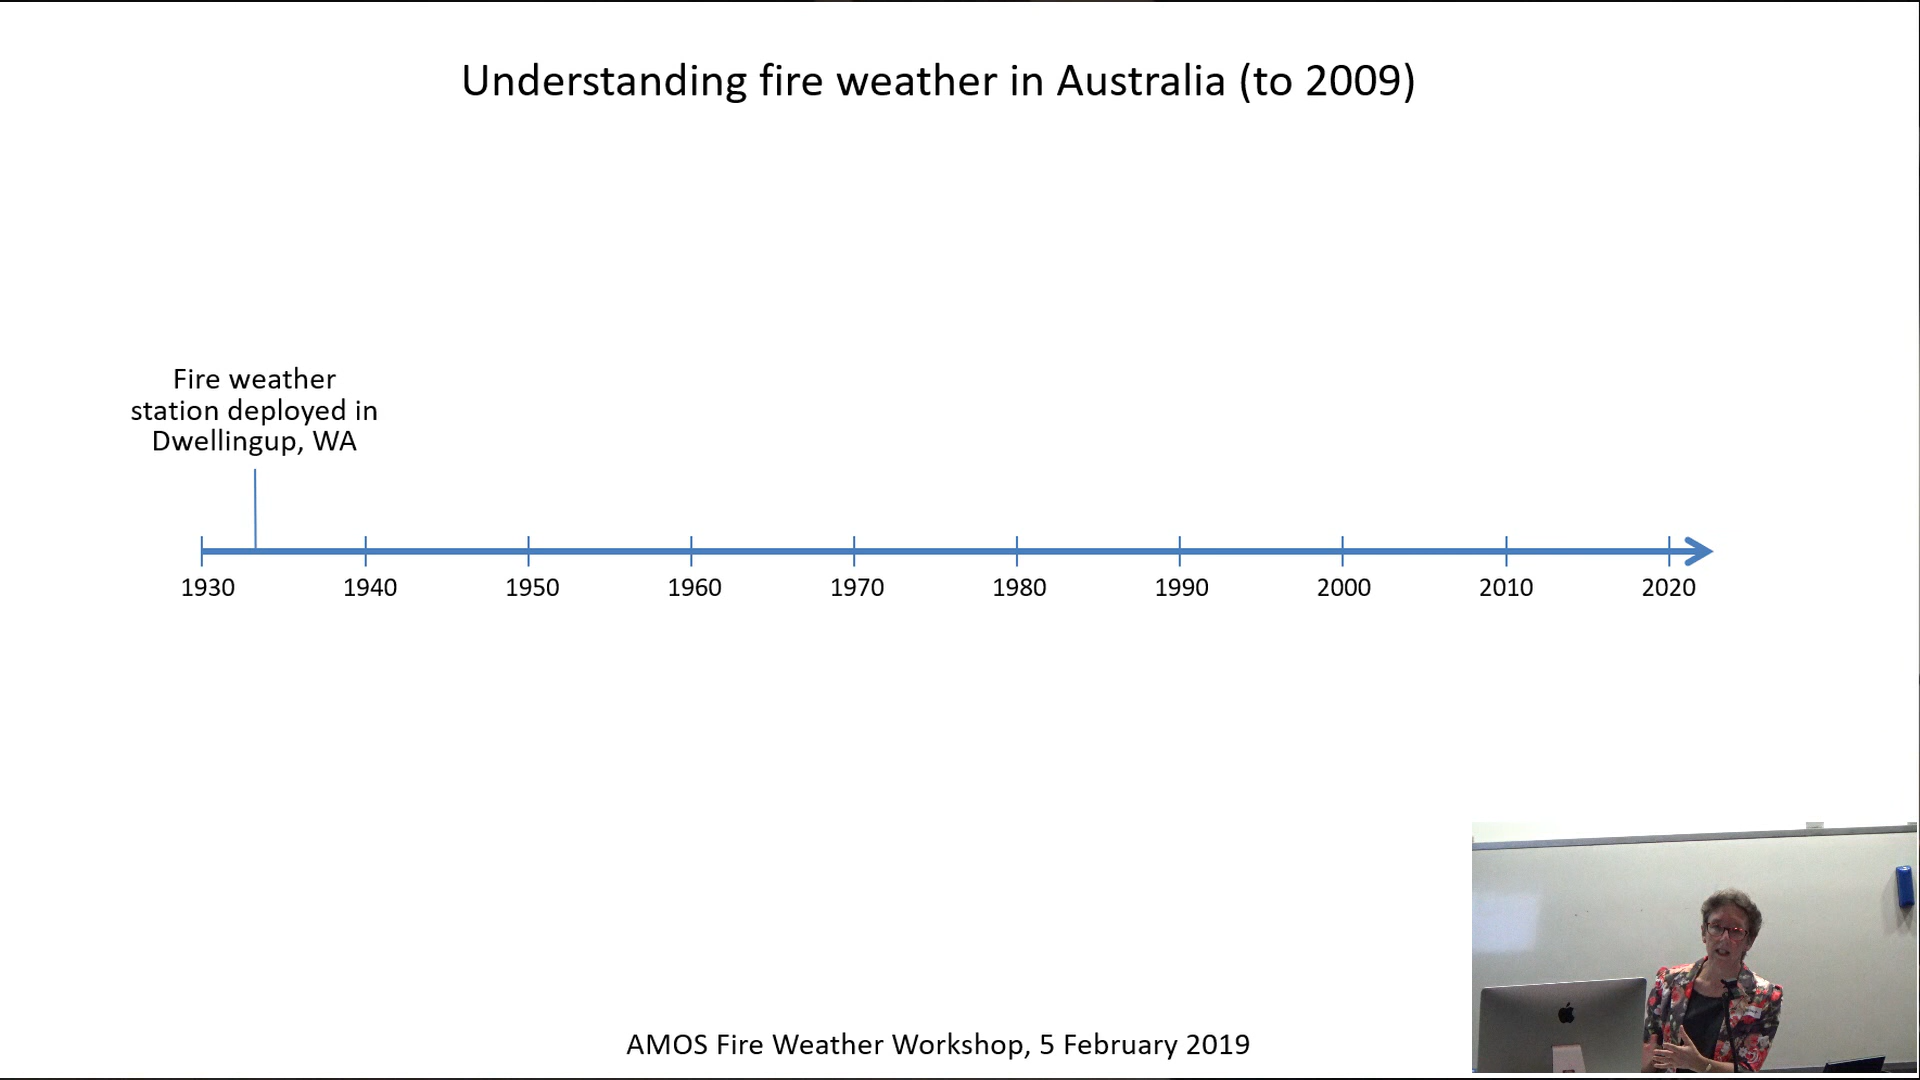 Understanding fire weather in Australia (to 2009)
Fire weather
station deployed in
Dwellingup, WA
1930 1940 1950 1960 1970 1980 1990 2000 2010 2020
AMOS Fire Weather Workshop, 5 February 2019